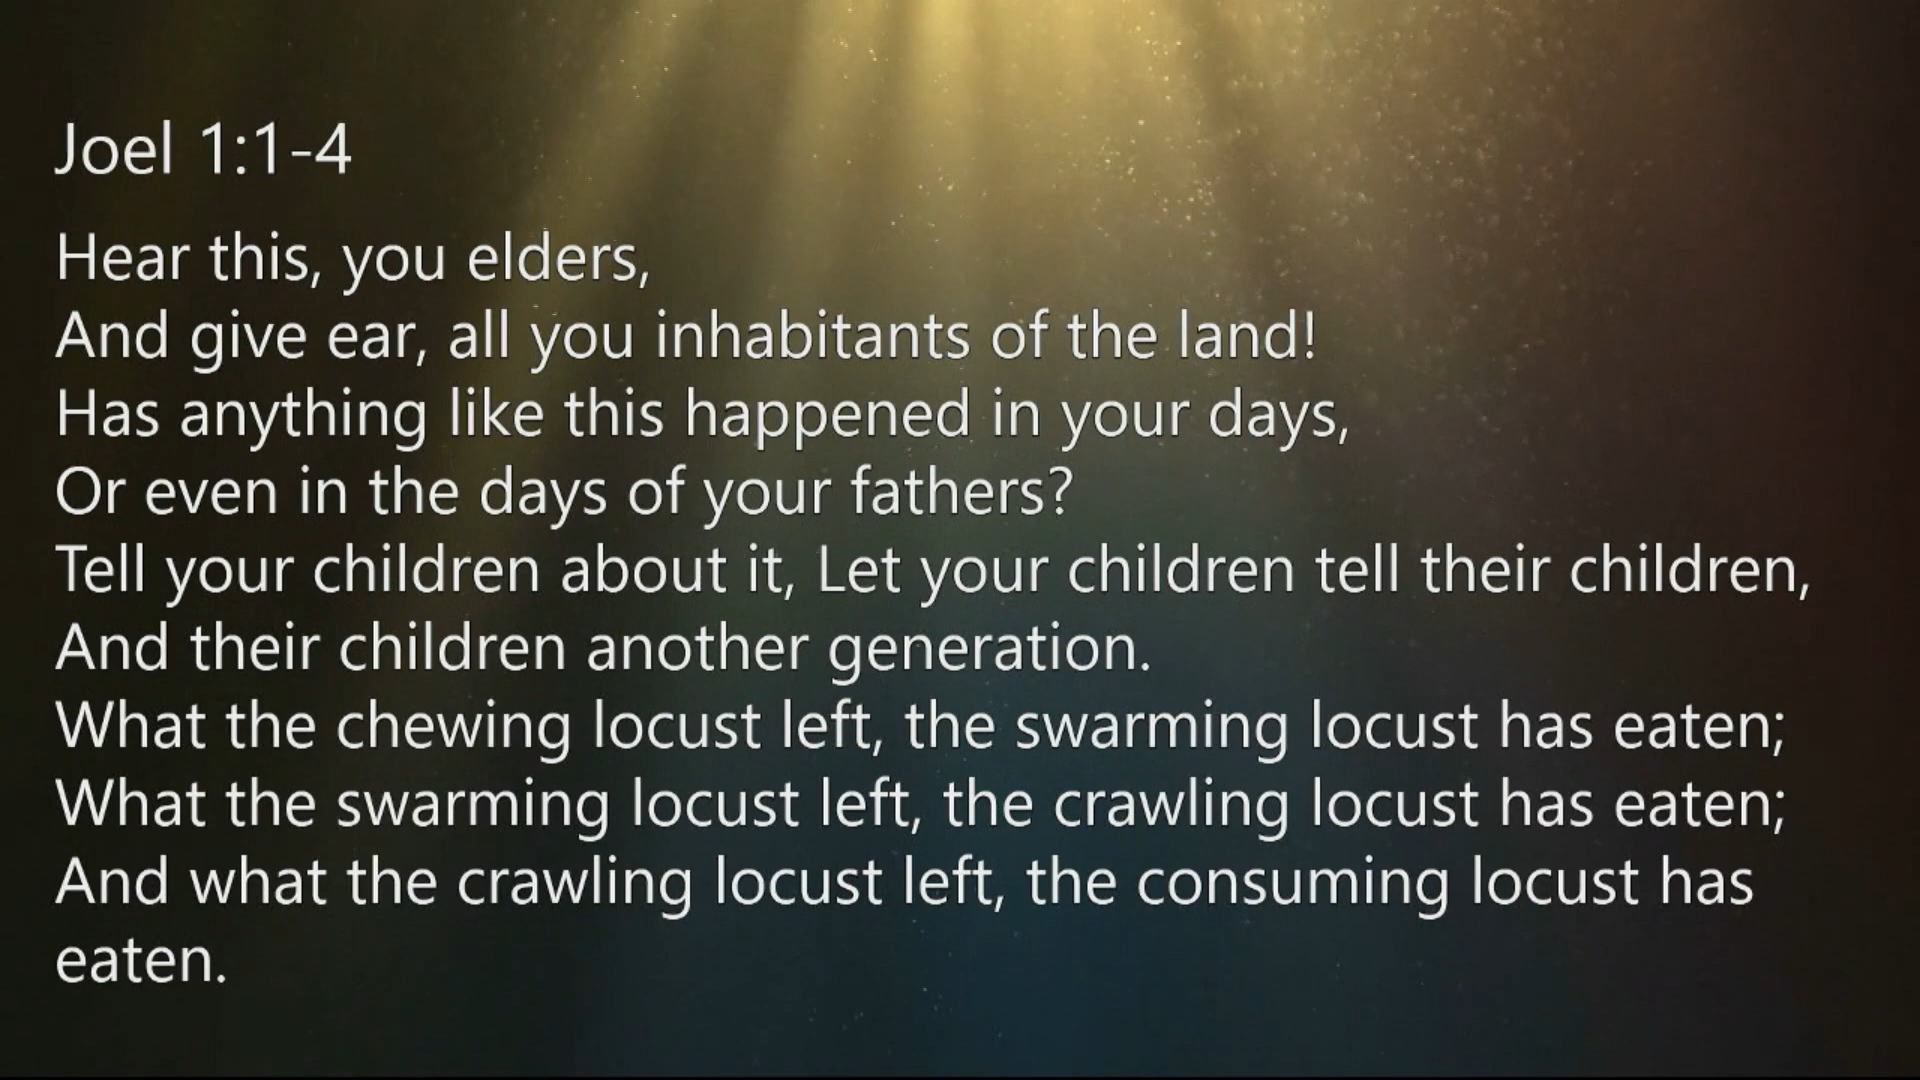 Joel 1:1-4
Hear this, you elders,
And give ear, all you inhabitants of the land!
Has anything like this happened in your days,
Or even in the days of your fathers?
Tell your children about it, Let your children tell their children,
And their children another generation.
What the chewing locust left, the swarming locust has eaten;
What the swarming locust left, the crawling locust has eaten;
And what the crawling locust left, the consuming locust has
eaten.